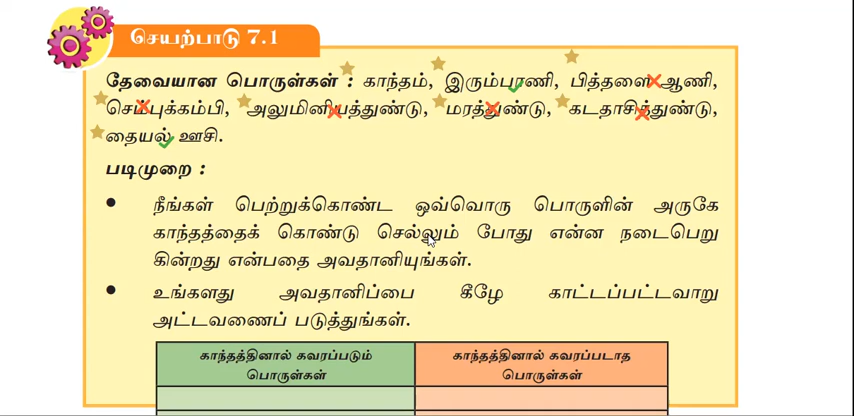 செயற்பாடு 7.1
தேவையான பொருள்கள் : காந்தம், இரும்பாணி, பித்தளை ஆணி,
செம்புக்கம்பி, அலுமினியத்துண்டு, மரத்துண்டு, கடதாசித்துண்டு,
தையல் ஊசி.
படிமுறை :
நீங்கள் பெற்றுக்கொண்ட ஒவ்வொரு பொருளின் அருகே
காந்தத்தைக் கொண்டு செல்லும் போது என்ன நடைபெறு
கின்றது என்பதை அவதானியுங்கள்.
உங்களது அவதானிப்பை கீழே காட்டப்பட்டவாறு
அட்டவணைப் படுத்துங்கள்.
காந்தத்தினால் கவரப்படும் காந்தத்தினால் கவரப்படாத
பொருள்கள் பொருள்கள்